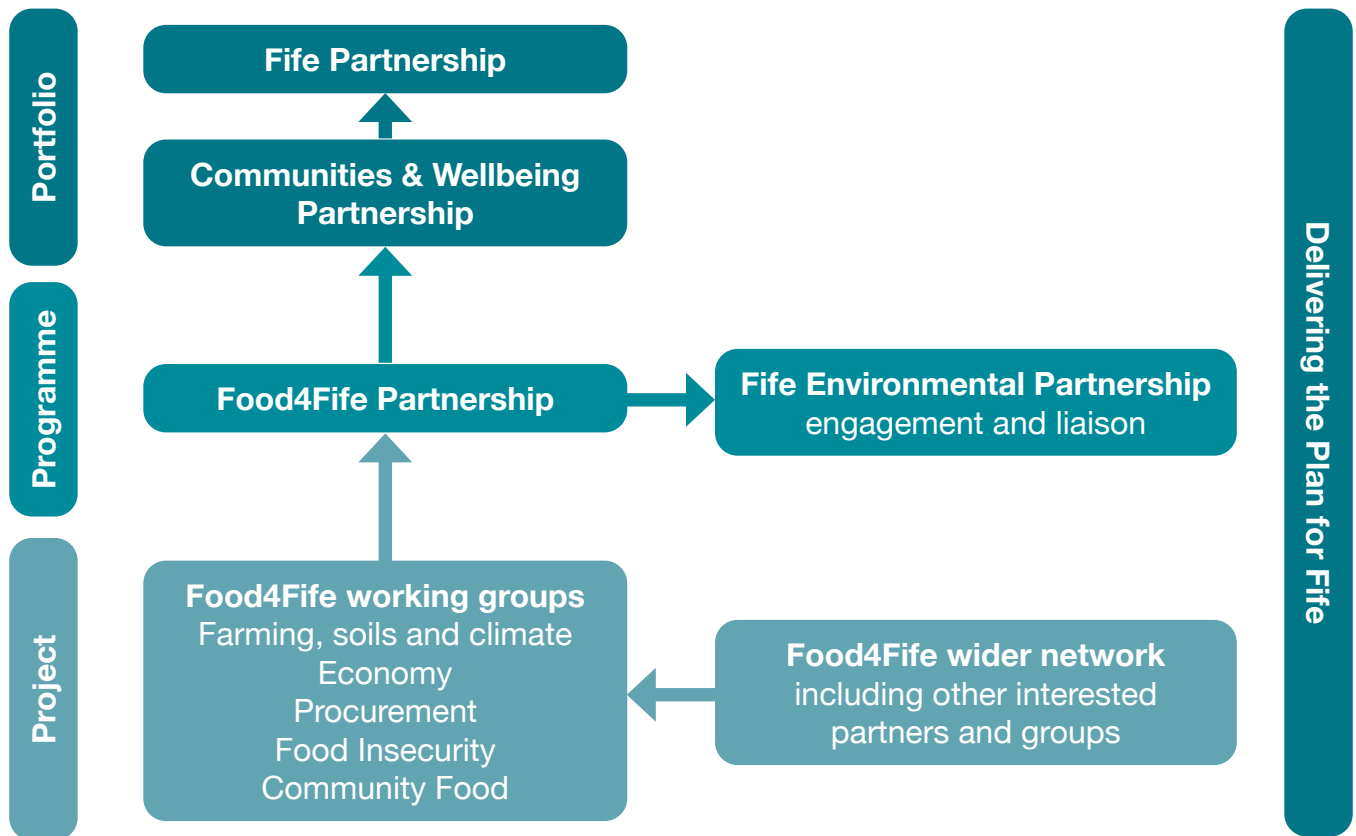 Portfolio
Fife Partnership
Communities & Wellbeing
Partnership
Programme
Food4Fife Partnership
Fife Environmental Partnership
engagement and liaison
Project
Food4Fife working groups
Farming, soils and climate
Economy
Procurement
Food Insecurity
Community Food
Food4Fife wider network
including other interested
partners and groups
Delivering the Plan for Fife